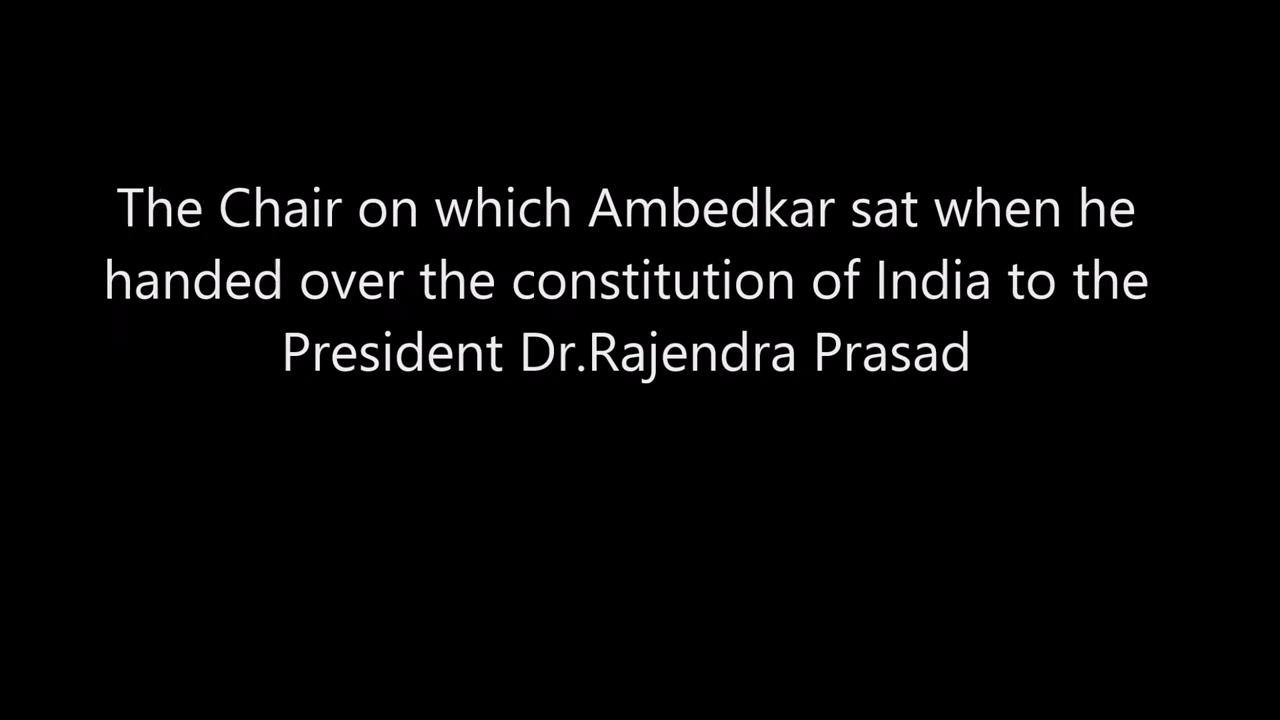 The Chair on which Ambedkar sat when he
handed over the constitution of India to the
President Dr.Rajendra Prasad